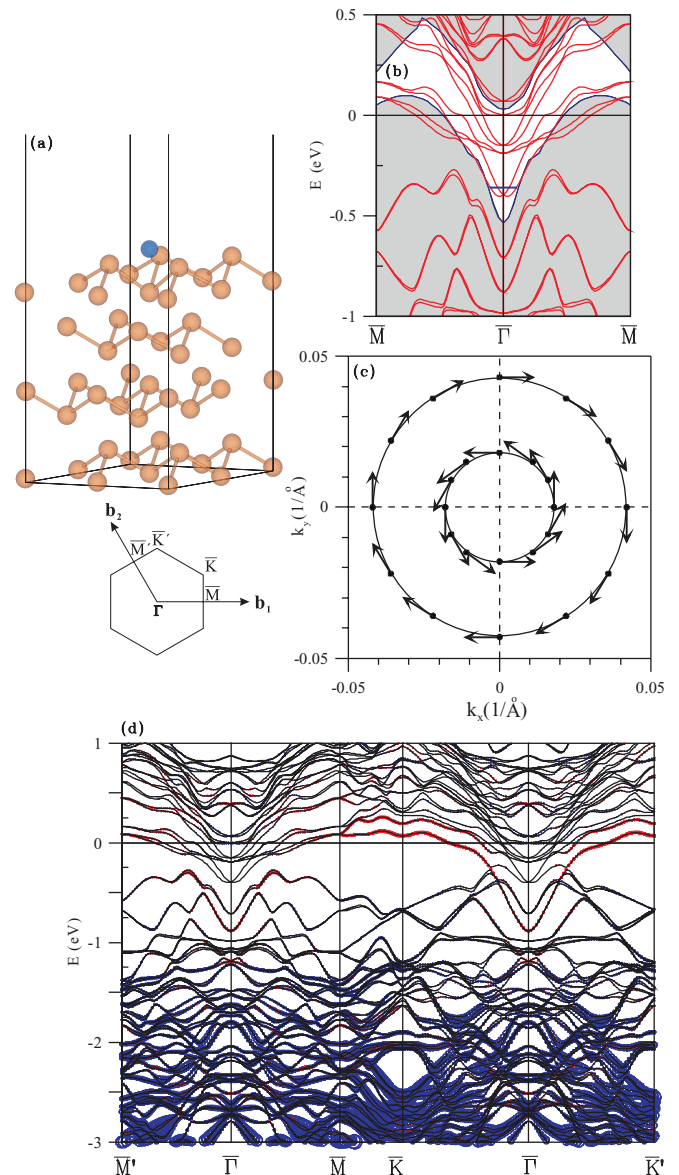 (a)
b₂
M̅′ K̅′
K̅
M̅
Γ
b₁
(b)
E (eV)
0.5
0
-0.5
-1
M̅ Γ̅ M̅
(c)
k_y(1/Å)
0.05
0
-0.05
-0.05 0 0.05
k_x(1/Å)
(d)
E (eV)
1
0
-1
-2
-3
M̅' Γ̅ M̅ K̅ Γ̅ K̅'